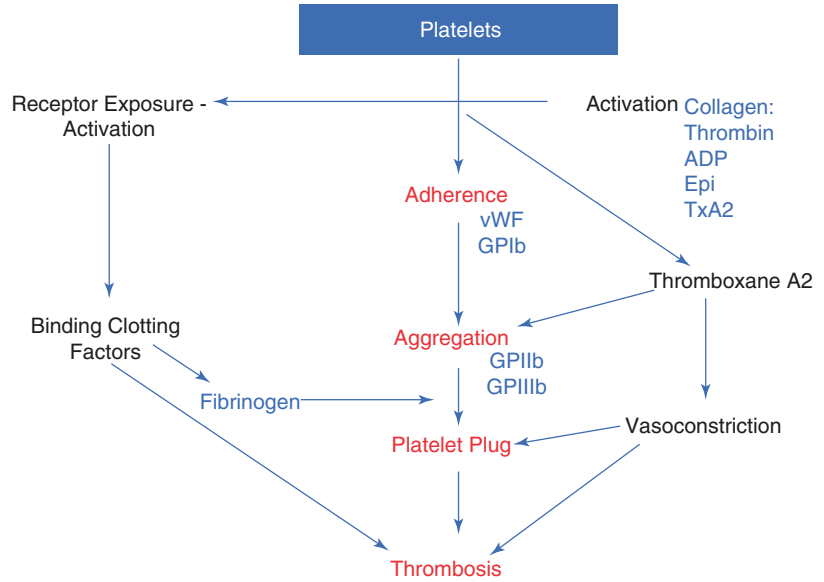 Platelets
Receptor Exposure -
Activation
Activation
Collagen:
Thrombin
ADP
Epi
TxA2
Adherence
vWF
GPIb
Thromboxane A2
Binding Clotting
Factors
Aggregation
GPIIb
GPIIIb
Fibrinogen
Vasoconstriction
Platelet Plug
Thrombosis